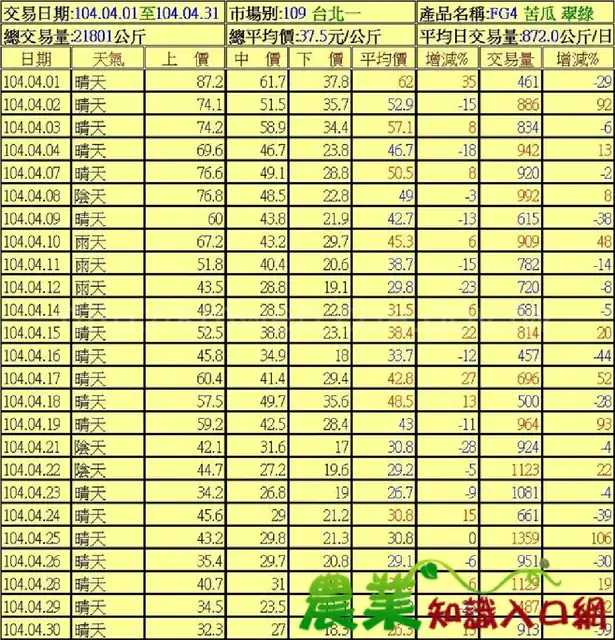 交易日期:104.04.01至104.04.31 市場別:109 台北一 產品名稱:FG4 苦瓜 翠綠
總交易量:21801公斤 總平均價:37.5元/公斤 平均日交易量:872.0公斤/日
日期 天氣 上 價 中 價 下 價 平均價 增減% 交易量 增減%
104.04.01 晴天 87.2 61.7 37.8 62 35 461 -29
104.04.02 晴天 74.1 51.5 35.7 52.9 -15 886 92
104.04.03 晴天 74.2 58.9 34.4 57.1 8 834 -6
104.04.04 晴天 69.6 46.7 23.8 46.7 -18 942 13
104.04.07 晴天 76.6 49.1 28.8 50.5 8 920 -2
104.04.08 陰天 76.8 48.5 22.8 49 -3 992 8
104.04.09 晴天 60 43.8 21.9 42.7 -13 615 -38
104.04.10 雨天 67.2 43.2 29.7 45.3 6 909 48
104.04.11 雨天 51.8 40.4 20.6 38.7 -15 782 -14
104.04.12 雨天 43.5 28.8 19.1 29.8 -23 720 -8
104.04.14 晴天 49.2 28.5 22.8 31.5 6 681 -5
104.04.15 晴天 52.5 38.8 23.1 38.4 22 814 20
104.04.16 晴天 45.8 34.9 18 33.7 -12 457 -44
104.04.17 晴天 60.4 41.4 29.4 42.8 27 696 52
104.04.18 晴天 57.5 49.7 35.6 48.5 13 500 -28
104.04.19 晴天 59.2 42.5 28.4 43 -11 964 93
104.04.21 陰天 42.1 31.6 17 30.8 -28 924 -4
104.04.22 陰天 44.7 27.2 19.6 29.2 -5 1123 22
104.04.23 晴天 34.2 26.8 19 26.7 -9 1081 -4
104.04.24 晴天 45.6 29 21.2 30.8 15 661 -39
104.04.25 晴天 43.2 29.8 21.3 30.8 0 1359 106
104.04.26 晴天 35.4 29.7 20.8 29.1 -6 951 -30
104.04.28 晴天 40.7 31 6 19
104.04.29 晴天 34.5 23.5
104.04.30 晴天 32.3 27
農業知識入口網